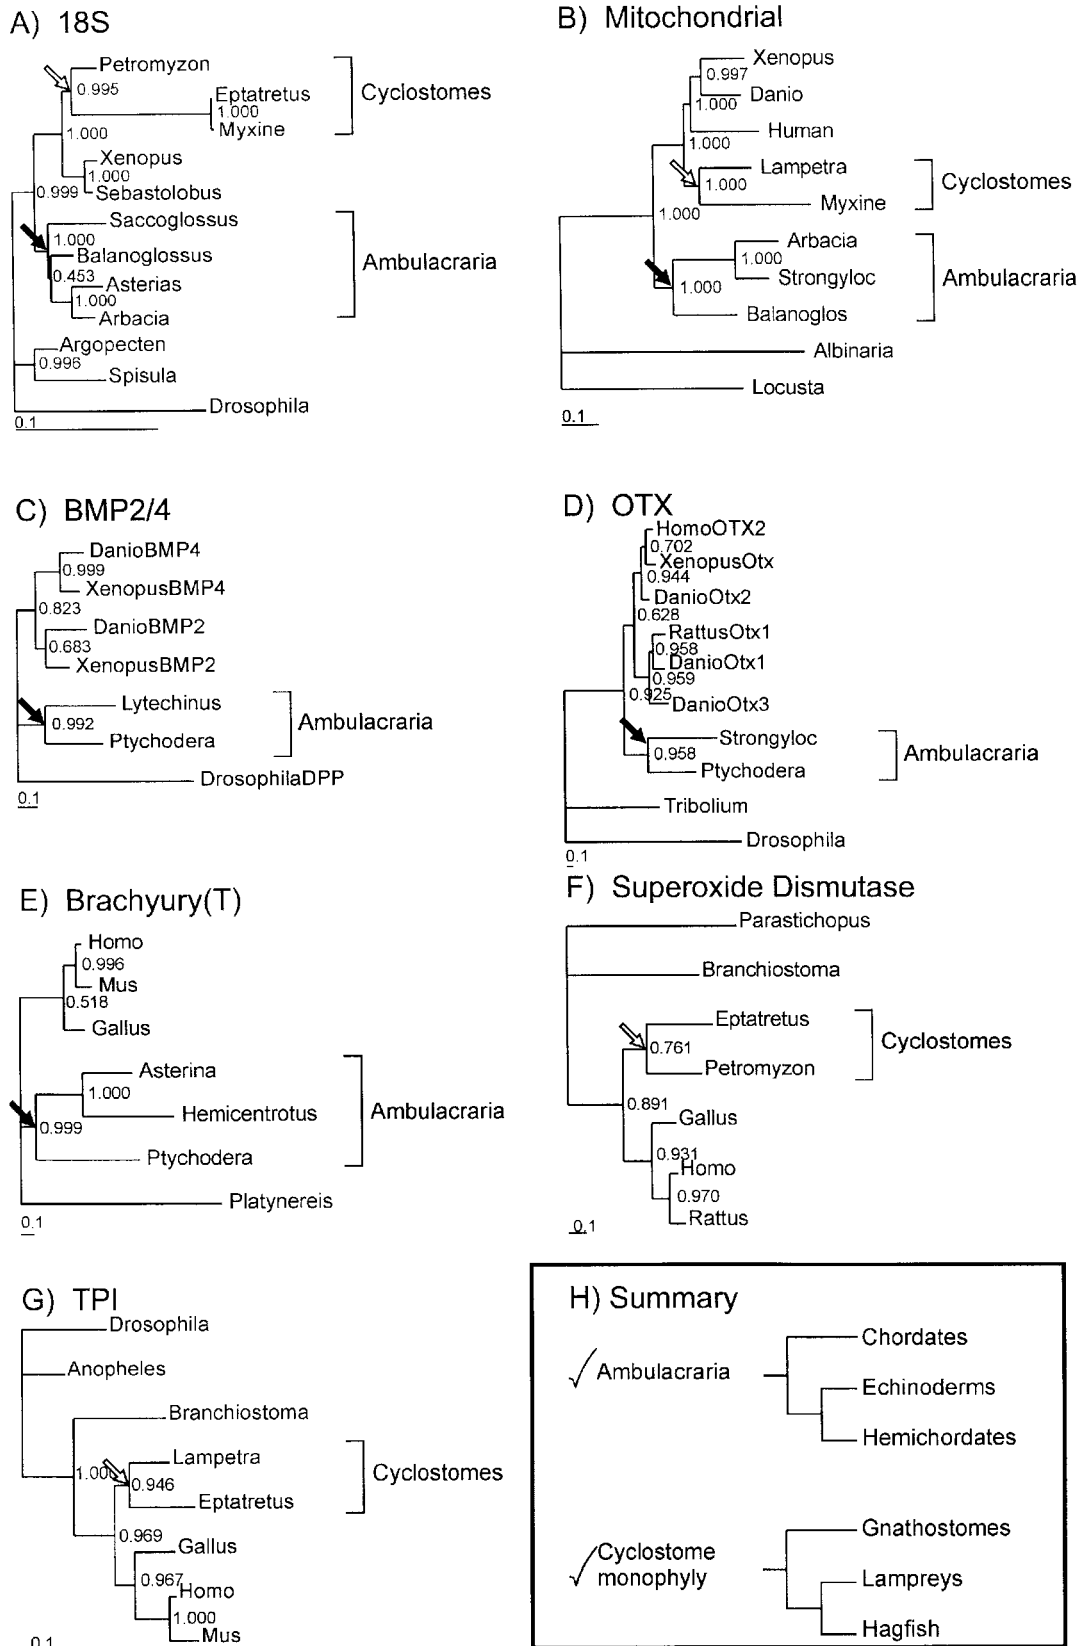 A) 18S
Petromyzon
0.995
Eptatretus
1.000
Myxine
Cyclostomes
1.000
Xenopus
1.000
Sebastolobus
0.999
Saccoglossus
1.000
Balanoglossus
0.453
Asterias
1.000
Arbacia
Ambulacraria
Argopecten
0.996
Spisula
Drosophila
0.1
B) Mitochondrial
Xenopus
0.997
Danio
1.000
Human
1.000
Lampetra
1.000
Myxine
Cyclostomes
1.000
Arbacia
1.000
Strongyloc
1.000
Balanoglos
Ambulacraria
Albinaria
Locusta
0.1
C) BMP2/4
DanioBMP4
0.999
XenopusBMP4
0.823
DanioBMP2
0.683
XenopusBMP2
Lytechinus
0.992
Ptychodera
Ambulacraria
DrosophilaDPP
0.1
D) OTX
HomoOTX2
0.702
XenopusOtx
0.944
DanioOtx2
0.628
RattusOtx1
0.958
DanioOtx1
0.959
0.925
DanioOtx3
Strongyloc
0.958
Ptychodera
Ambulacraria
Tribolium
Drosophila
0.1
E) Brachyury(T)
Homo
0.996
Mus
0.518
Gallus
Asterina
1.000
Hemicentrotus
0.999
Ptychodera
Ambulacraria
Platynereis
0.1
F) Superoxide Dismutase
Parastichopus
Branchiostoma
Eptatretus
0.761
Petromyzon
Cyclostomes
0.891
Gallus
0.931
Homo
0.970
Rattus
0.1
G) TPI
Drosophila
Anopheles
Branchiostoma
1.000
Lampetra
0.946
Eptatretus
Cyclostomes
0.969
Gallus
0.967
Homo
1.000
Mus
0.1
H) Summary
Ambulacraria
Chordates
Echinoderms
Hemichordates
Cyclostome
monophyly
Gnathostomes
Lampreys
Hagfish